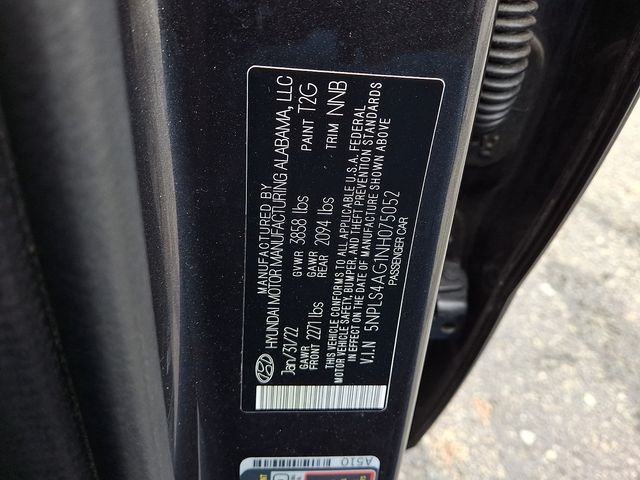 MANUFACTURED BY
HYUNDAI MOTOR MANUFACTURING ALABAMA, LLC
Jan/31/22 GVWR 3858 lbs PAINT T2G
GAWR FRONT 2271 lbs GAWR REAR 2094 lbs TRIM NNB
THIS VEHICLE CONFORMS TO ALL APPLICABLE U.S.A. FEDERAL
MOTOR VEHICLE SAFETY, BUMPER, AND THEFT PREVENTION STANDARDS
IN EFFECT ON THE DATE OF MANUFACTURE SHOWN ABOVE
V.I.N 5NPLS4AG1NH075052
PASSENGER CAR
A510